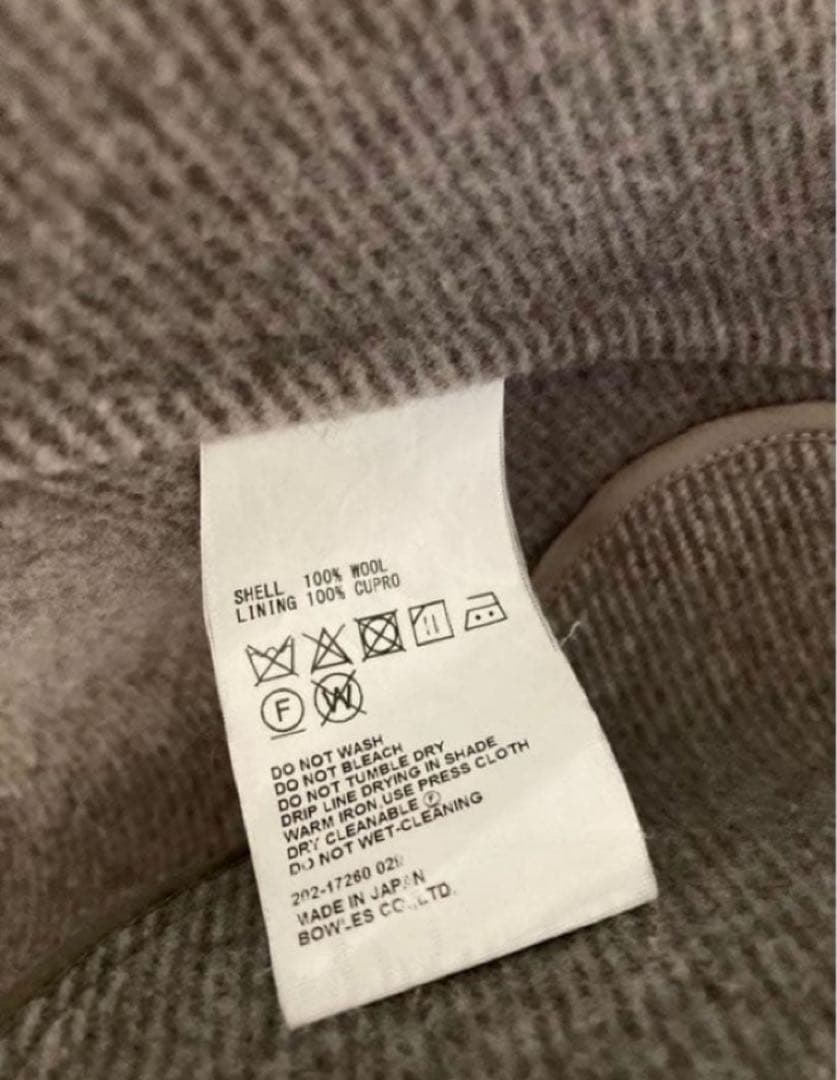 SHELL 100% WOOL
LINING 100% CUPRO
F W
DO NOT WASH
DO NOT BLEACH
DO NOT TUMBLE DRY
DRIP LINE DRYING IN SHADE
WARM IRON USE PRESS CLOTH
DRY CLEANABLE Ⓕ
DO NOT WET-CLEANING
202-17260
MADE IN JAPAN
BOWLES CO.,LTD.